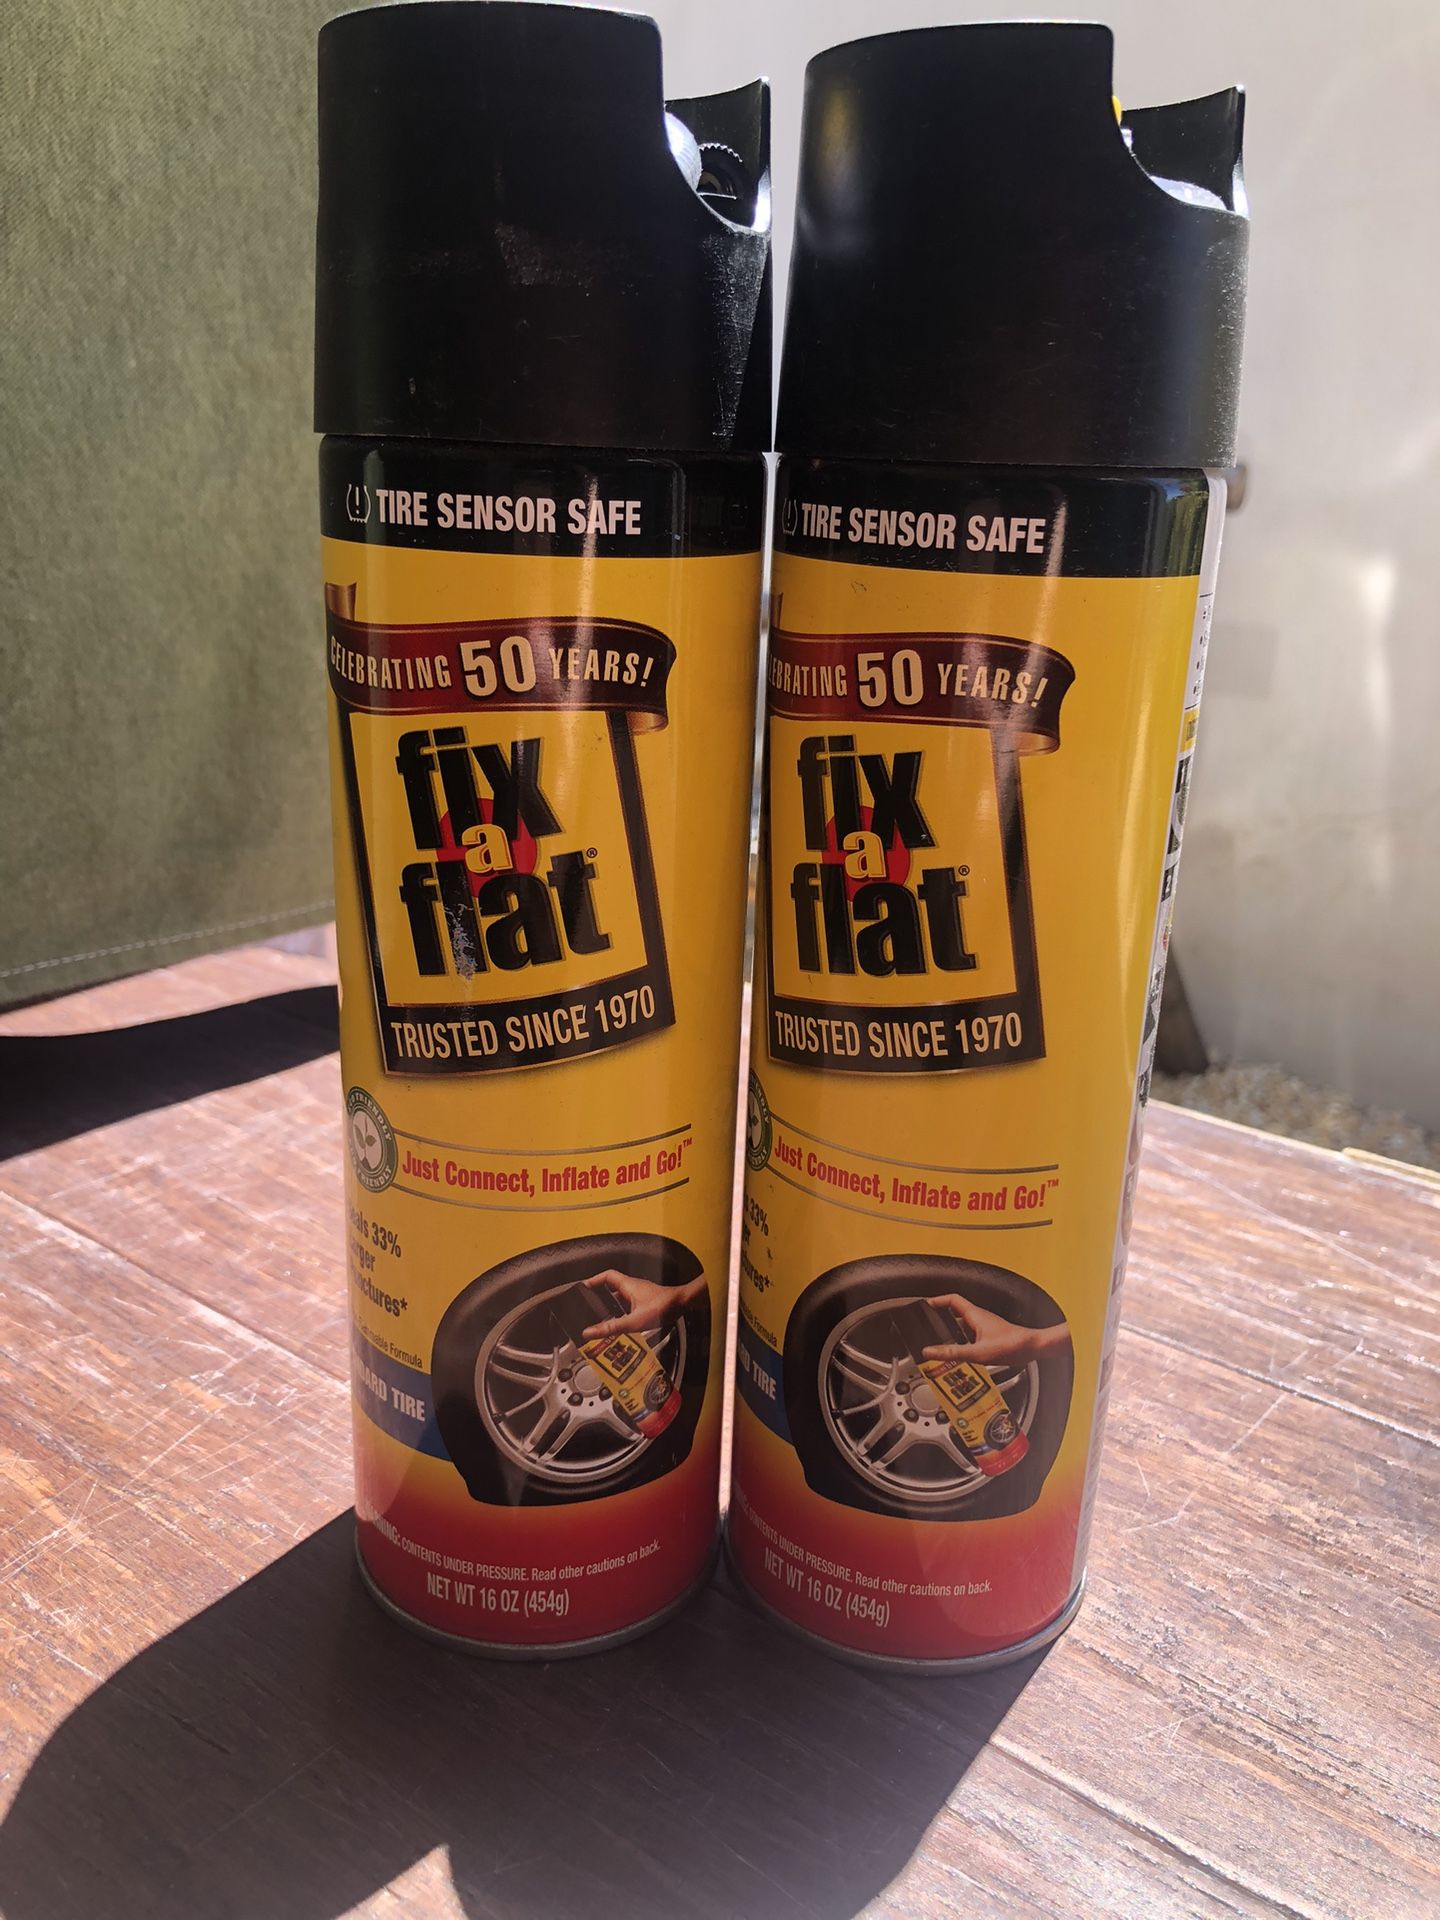 TIRE SENSOR SAFE
CELEBRATING 50 YEARS!
fix
a
flat®
TRUSTED SINCE 1970
Just Connect, Inflate and Go!™
33%
TIRE
WARNING: CONTENTS UNDER PRESSURE. Read other cautions on back.
NET WT 16 OZ (454g)
TIRE SENSOR SAFE
50 YEARS!
fix
a
flat®
TRUSTED SINCE 1970
Just Connect, Inflate and Go!™
33%
Formula
TIRE
CONTENTS UNDER PRESSURE. Read other cautions on back.
NET WT 16 OZ (454g)